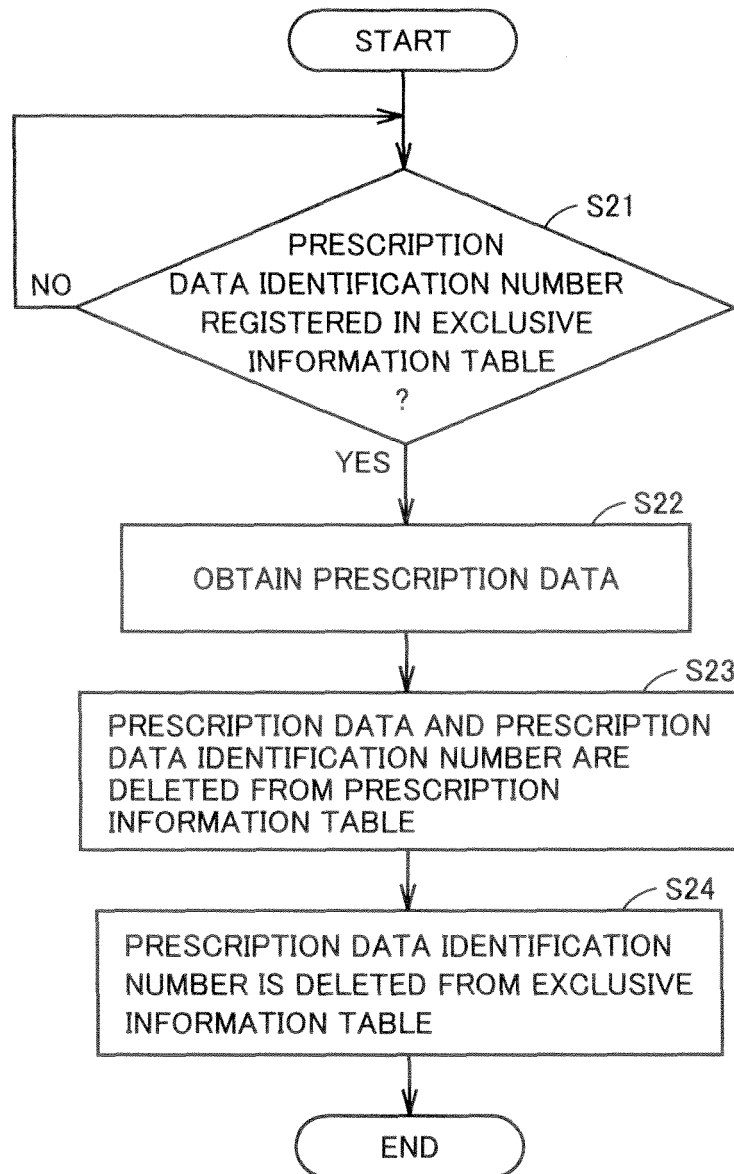 START
S21
PRESCRIPTION
DATA IDENTIFICATION NUMBER
REGISTERED IN EXCLUSIVE
INFORMATION TABLE
?
NO
YES
S22
OBTAIN PRESCRIPTION DATA
S23
PRESCRIPTION DATA AND PRESCRIPTION
DATA IDENTIFICATION NUMBER ARE
DELETED FROM PRESCRIPTION
INFORMATION TABLE
S24
PRESCRIPTION DATA IDENTIFICATION
NUMBER IS DELETED FROM EXCLUSIVE
INFORMATION TABLE
END